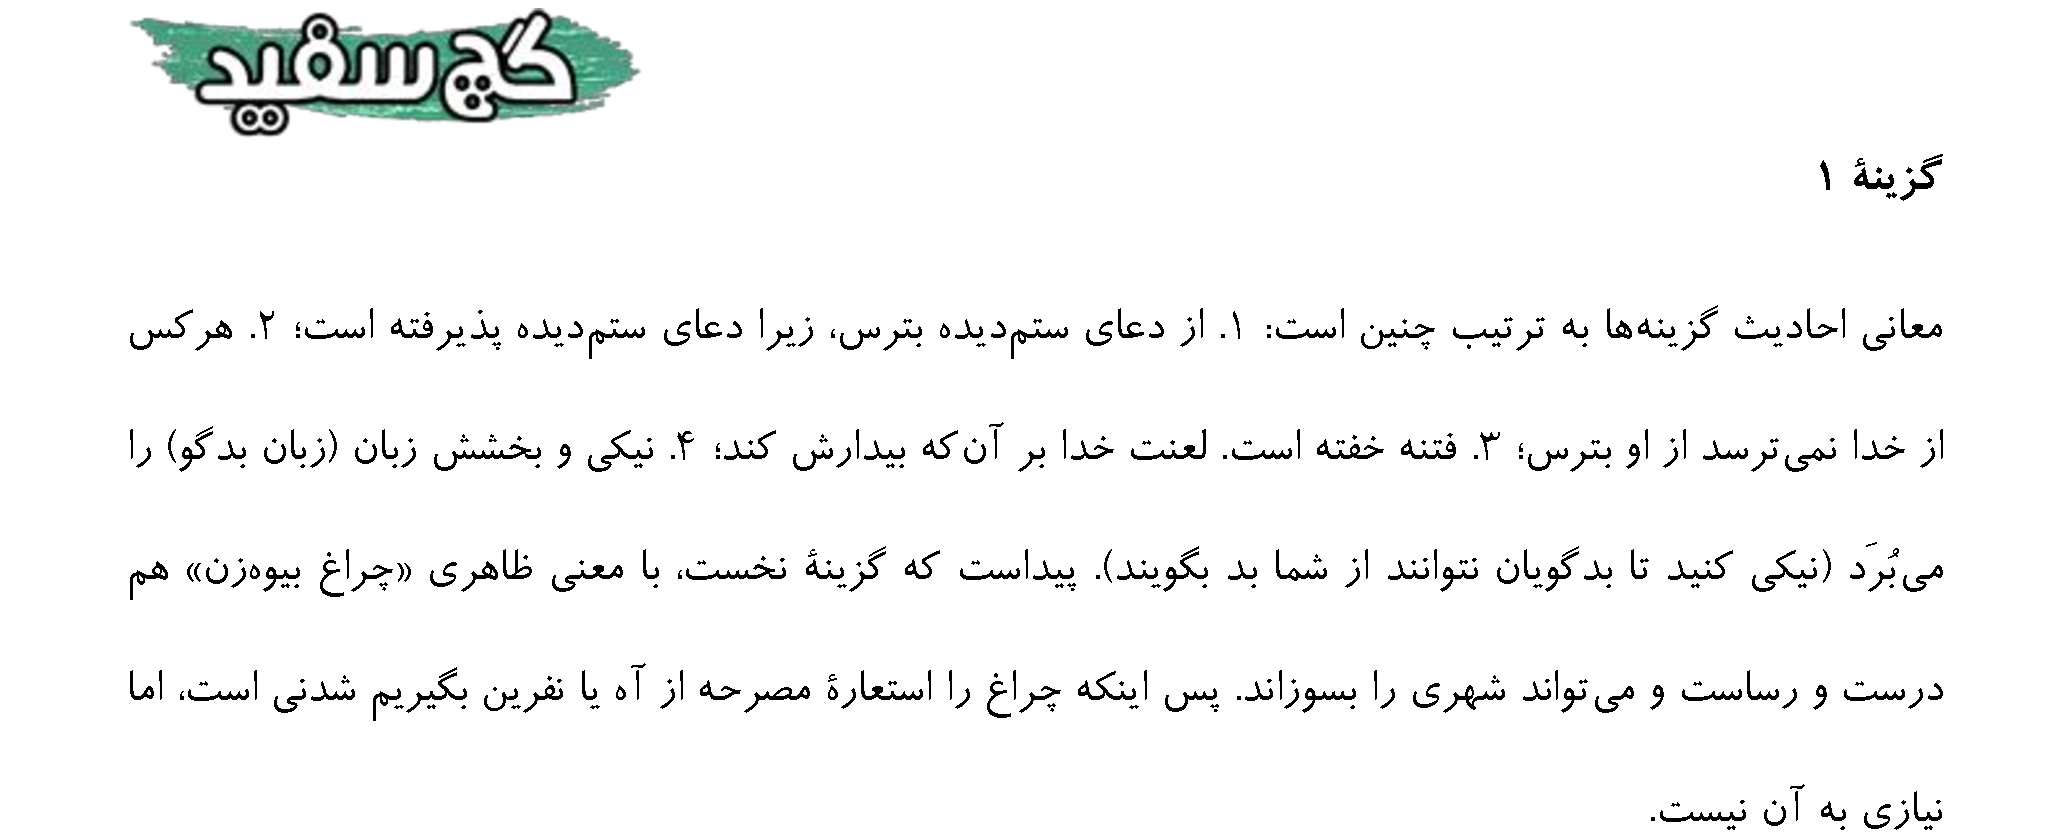 گچ سفید
گزینهٔ ۱
معانی احادیث گزینه‌ها به ترتیب چنین است: ۱. از دعای ستم‌دیده بترس، زیرا دعای ستم‌دیده پذیرفته است؛ ۲. هرکس
از خدا نمی‌ترسد از او بترس؛ ۳. فتنه خفته است. لعنت خدا بر آن‌که بیدارش کند؛ ۴. نیکی و بخشش زبان (زبان بدگو) را
می‌بُرَد (نیکی کنید تا بدگویان نتوانند از شما بد بگویند). پیداست که گزینهٔ نخست، با معنی ظاهری «چراغ بیوه‌زن» هم
درست و رساست و می‌تواند شهری را بسوزاند. پس اینکه چراغ را استعارهٔ مصرحه از آه یا نفرین بگیریم شدنی است، اما
نیازی به آن نیست.